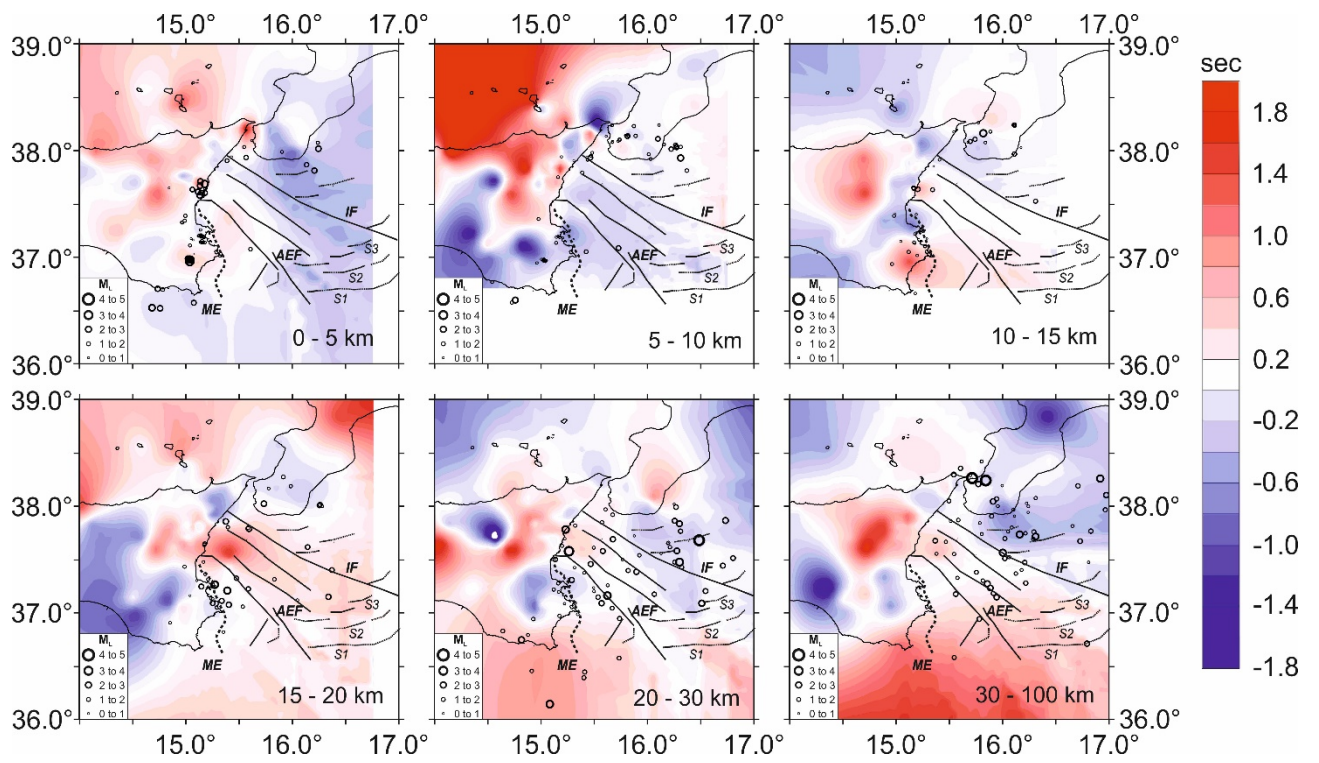 15.0° 16.0° 17.0° 15.0° 16.0° 17.0° 15.0° 16.0° 17.0°
39.0° 39.0°
sec
1.8
38.0° IF AEF S3 S2 S1 ME
38.0° IF AEF S3 S2 S1 ME
38.0° IF AEF S3 S2 S1 ME
1.4
37.0° 37.0° 37.0°
1.0
M_L M_L M_L
4 to 5 4 to 5 4 to 5
3 to 4 3 to 4 3 to 4
2 to 3 2 to 3 2 to 3
1 to 2 1 to 2 1 to 2
0 to 1 0 to 1 0 to 1
0 - 5 km 5 - 10 km 10 - 15 km
0.6
36.0° 36.0°
0.2
39.0° 39.0°
-0.2
38.0° 38.0°
-0.6
IF IF IF
-1.0
37.0° AEF S3 AEF S3 AEF S3 37.0°
S2 S2 S2
-1.4
M_L S1 M_L S1 M_L S1
4 to 5 ME 4 to 5 ME 4 to 5 ME
-1.8
3 to 4 3 to 4 3 to 4
2 to 3 2 to 3 2 to 3
1 to 2 1 to 2 1 to 2
0 to 1 0 to 1 0 to 1
15 - 20 km 20 - 30 km 30 - 100 km
36.0° 36.0°
15.0° 16.0° 17.0° 15.0° 16.0° 17.0° 15.0° 16.0° 17.0°